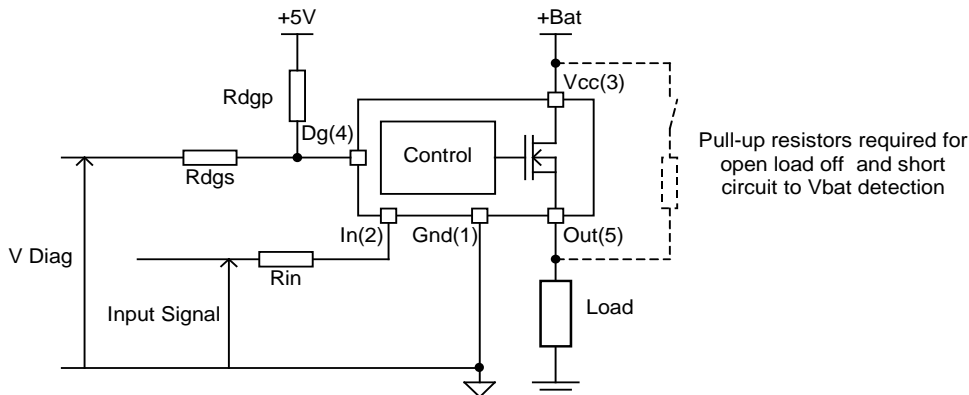 +5V
+Bat
Vcc(3)
Rdgp
Dg(4)
Control
Pull-up resistors required for
open load off and short
circuit to Vbat detection
Rdgs
In(2)
Gnd(1)
Out(5)
V Diag
Rin
Input Signal
Load